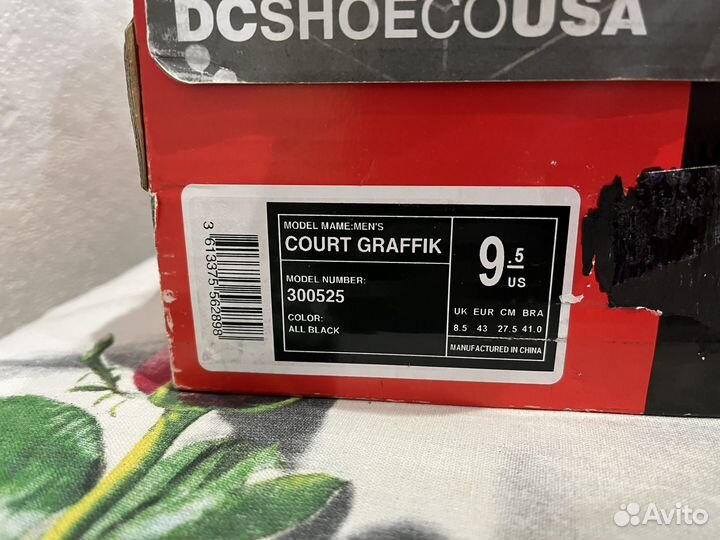 DCSHOECOUSA
3 613375 562898
MODEL MAME:MEN'S
COURT GRAFFIK
MODEL NUMBER:
300525
COLOR:
ALL BLACK
9.5
US
UK EUR CM BRA
8.5 43 27.5 41.0
MANUFACTURED IN CHINA
Avito